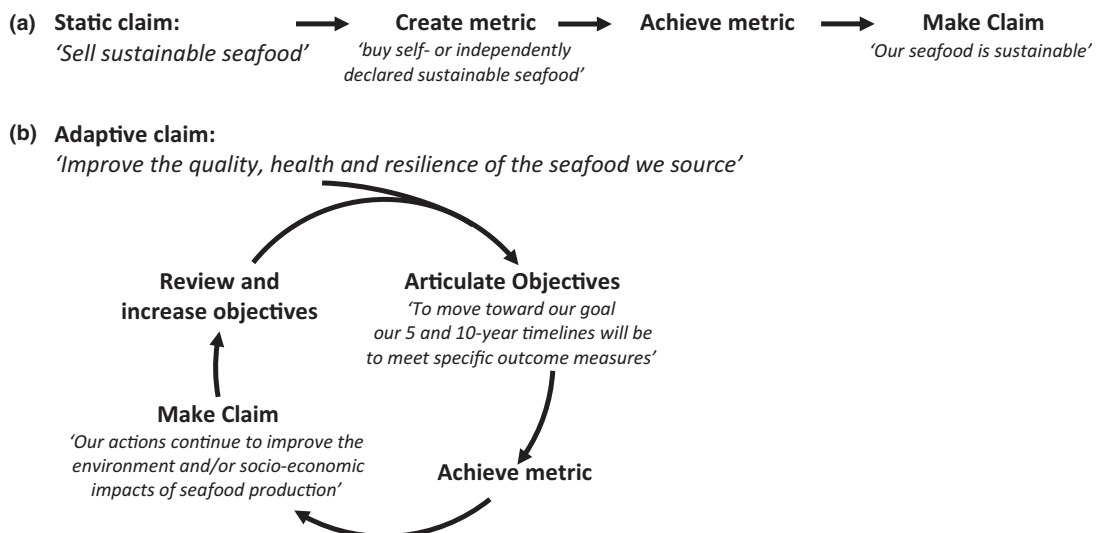 (a) Static claim: Create metric Achieve metric Make Claim
‘Sell sustainable seafood’ ‘buy self- or independently ‘Our seafood is sustainable’
declared sustainable seafood’
(b) Adaptive claim:
‘Improve the quality, health and resilience of the seafood we source’
Review and
increase objectives
Articulate Objectives
‘To move toward our goal
our 5 and 10-year timelines will be
to meet specific outcome measures’
Make Claim
‘Our actions continue to improve the
environment and/or socio-economic
impacts of seafood production’
Achieve metric